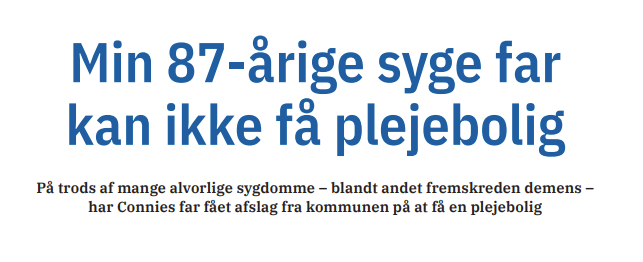 Min 87-årige syge far
kan ikke få plejebolig
På trods af mange alvorlige sygdomme – blandt andet fremskreden demens –
har Connies far fået afslag fra kommunen på at få en plejebolig